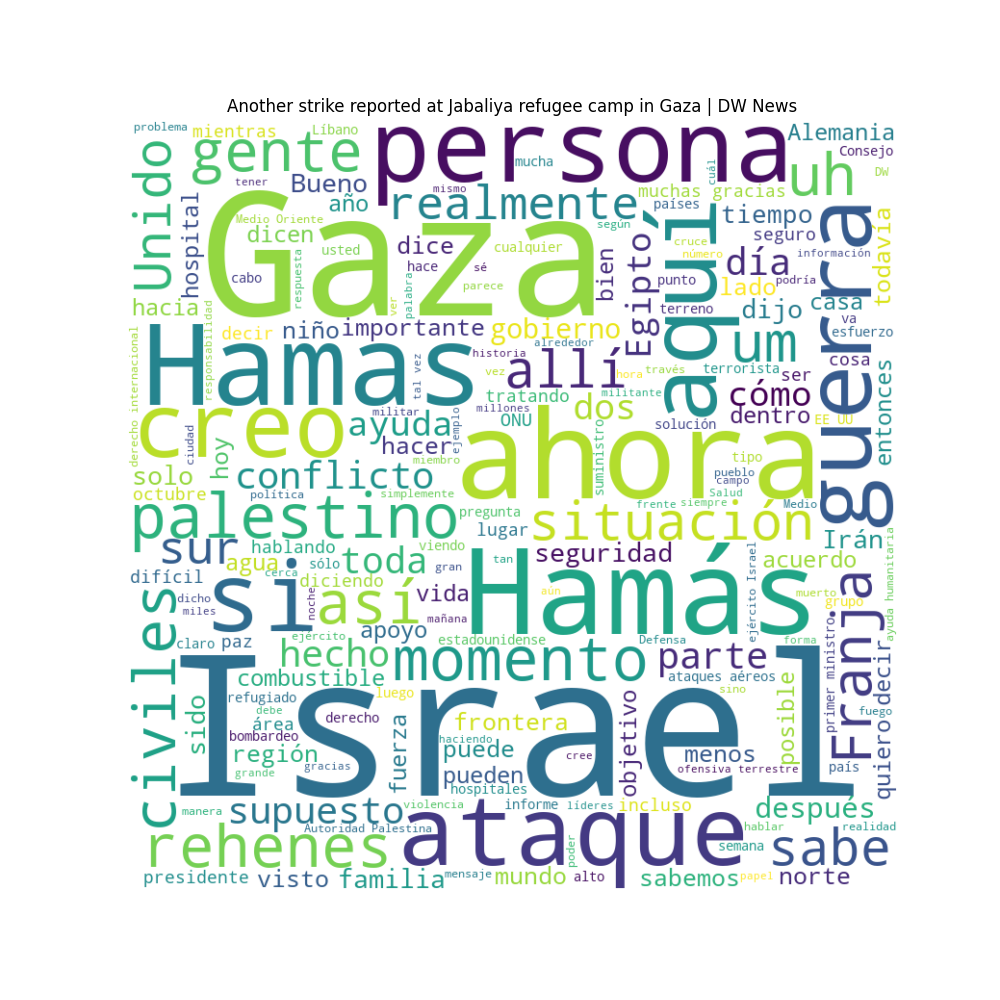 Another strike reported at Jabaliya refugee camp in Gaza | DW News
problema
mientras
Líbano
persona
Alemania
Consejo
Unido
gente
mucha
cuál
uh
DW
tener
Bueno
mismo
muchas gracias
hospital
año
realmente
países
tiempo
Gaza
Medio Oriente
dicen
usted
según
aquí
guerra
todavía
hacia
cabo
respuesta
dice
hace
sé
cualquier
bien
Egipto
cruce
número
seguro
información
palabra
parece
punto
día
podría
ver
terreno
lado
dijo
casa
derecho internacional
responsabilidad
decir
niño
importante
gobierno
va
esfuerzo
Hamas
alrededor
um
cosa
tal vez
historia
allí
hora
través
terrorista
ser
entonces
vez
tratando
militante
cómo
creo
ciudad
hoy
ayuda
militar
ejemplo
millones
ONU
dos
dentro
EE UU
hacer
ahora
solución
solo
conflicto
miembro
suministro
tipo
pueblo
campo
octubre
política
simplemente
Salud
palestino
pregunta
frente
siempre
Medio
lugar
situación
Irán
sur
hablando
viendo
seguridad
acuerdo
agua
sólo
toda
gran
tan
difícil
cerca
diciendo
si
así
vida
Hamás
aún
ejército Israel
muerto
grupo
ayuda humanitaria
dicho
miles
noche
mañana
civiles
claro
paz
ejército
apoyo
estadounidense
Defensa
forma
primer ministro
Franja
hecho
momento
parte
Israel
combustible
ataques aéreos
refugiado
luego
sino
posible
decir
sido
debe
área
derecho
fuerza
frontera
objetivo
fuego
quiero
bombardeo
haciendo
región
puede
cree
menos
grande
gracias
pueden
ofensiva terrestre
país
hospitales
manera
supuesto
violencia
informe
líderes
incluso
después
Autoridad Palestina
ataque
hablar
realidad
rehenes
poder
semana
sabe
presidente
visto
familia
mensaje
mundo
alto
sabemos
papel
norte